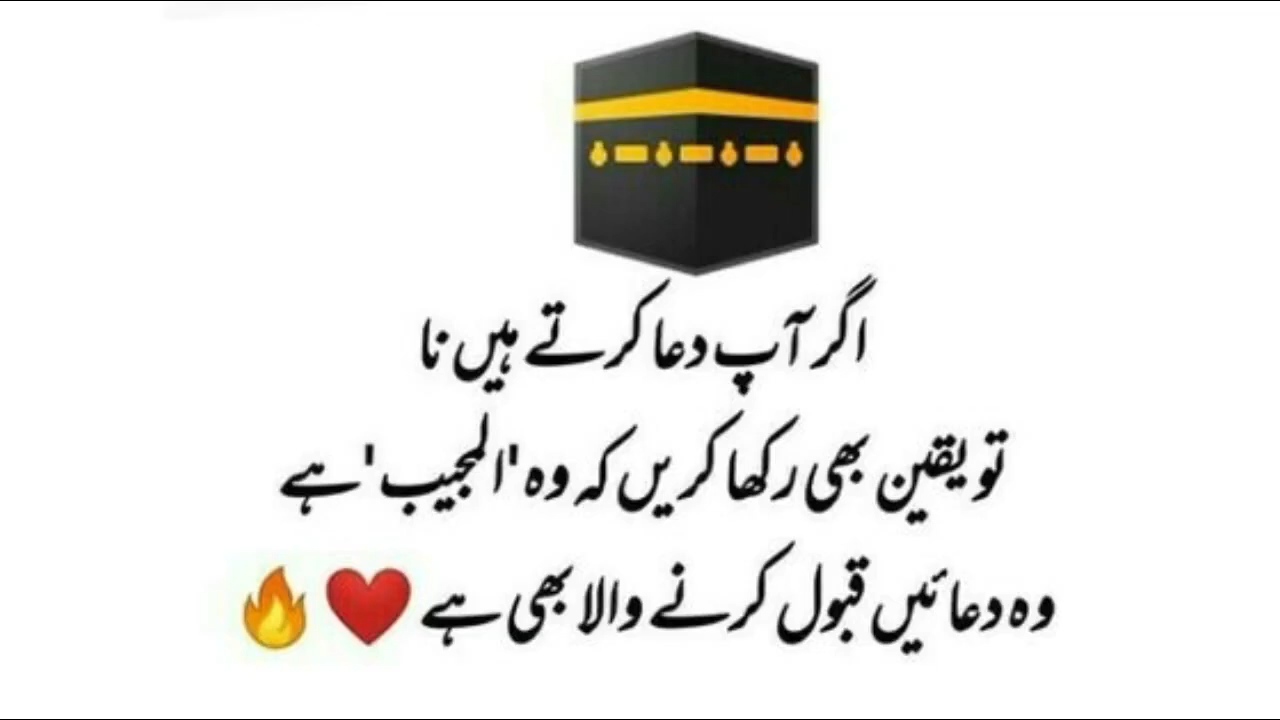 اگر آپ دعا کرتے ہیں نا
تو یقین بھی رکھا کریں کہ وہ 'المجیب' ہے
وہ دعائیں قبول کرنے والا بھی ہے ❤️🔥